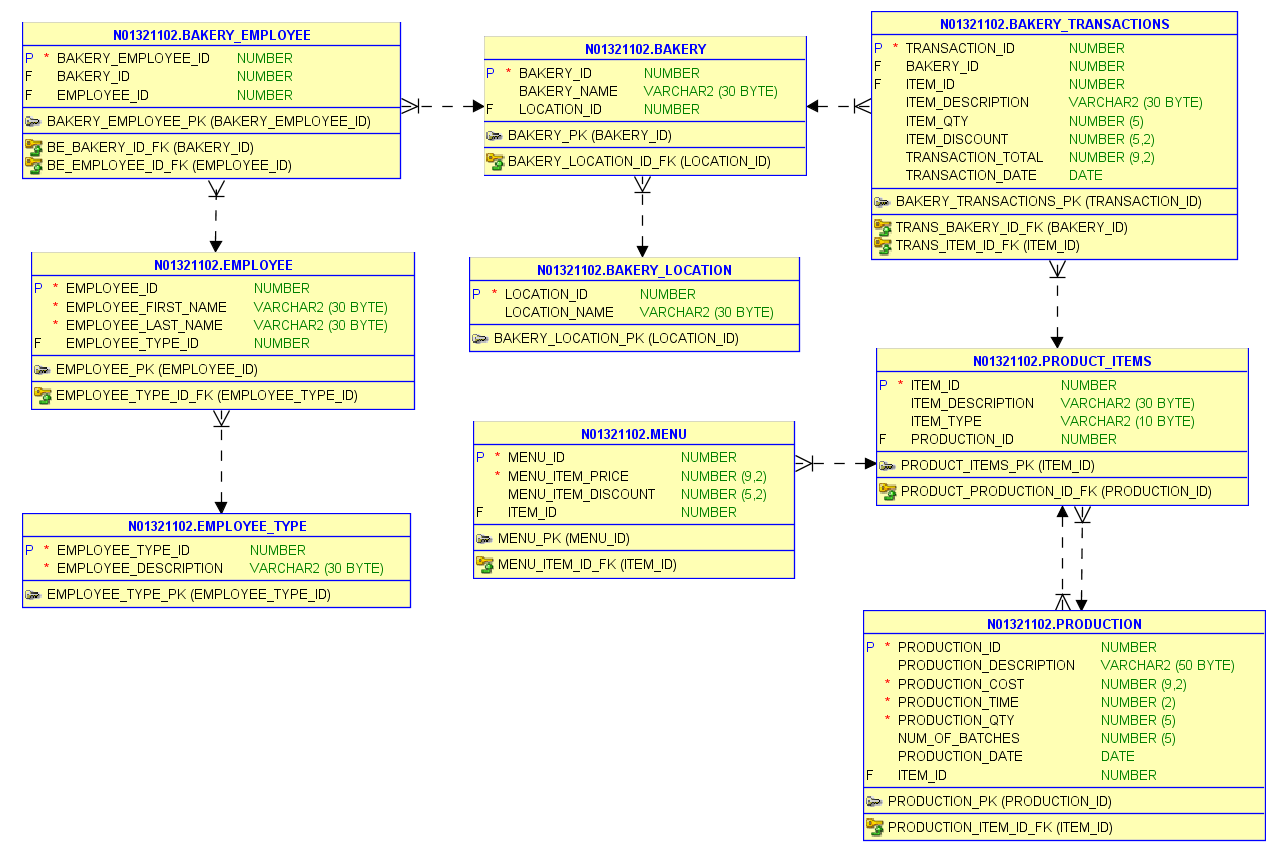 N01321102.BAKERY_EMPLOYEE
P * BAKERY_EMPLOYEE_ID NUMBER
F BAKERY_ID NUMBER
F EMPLOYEE_ID NUMBER
BAKERY_EMPLOYEE_PK (BAKERY_EMPLOYEE_ID)
BE_BAKERY_ID_FK (BAKERY_ID)
BE_EMPLOYEE_ID_FK (EMPLOYEE_ID)
N01321102.BAKERY
P * BAKERY_ID NUMBER
BAKERY_NAME VARCHAR2 (30 BYTE)
F LOCATION_ID NUMBER
BAKERY_PK (BAKERY_ID)
BAKERY_LOCATION_ID_FK (LOCATION_ID)
N01321102.BAKERY_TRANSACTIONS
P * TRANSACTION_ID NUMBER
F BAKERY_ID NUMBER
F ITEM_ID NUMBER
ITEM_DESCRIPTION VARCHAR2 (30 BYTE)
ITEM_QTY NUMBER (5)
ITEM_DISCOUNT NUMBER (5,2)
TRANSACTION_TOTAL NUMBER (9,2)
TRANSACTION_DATE DATE
BAKERY_TRANSACTIONS_PK (TRANSACTION_ID)
TRANS_BAKERY_ID_FK (BAKERY_ID)
TRANS_ITEM_ID_FK (ITEM_ID)
N01321102.EMPLOYEE
P * EMPLOYEE_ID NUMBER
* EMPLOYEE_FIRST_NAME VARCHAR2 (30 BYTE)
* EMPLOYEE_LAST_NAME VARCHAR2 (30 BYTE)
F EMPLOYEE_TYPE_ID NUMBER
EMPLOYEE_PK (EMPLOYEE_ID)
EMPLOYEE_TYPE_ID_FK (EMPLOYEE_TYPE_ID)
N01321102.BAKERY_LOCATION
P * LOCATION_ID NUMBER
LOCATION_NAME VARCHAR2 (30 BYTE)
BAKERY_LOCATION_PK (LOCATION_ID)
N01321102.PRODUCT_ITEMS
P * ITEM_ID NUMBER
ITEM_DESCRIPTION VARCHAR2 (30 BYTE)
ITEM_TYPE VARCHAR2 (10 BYTE)
F PRODUCTION_ID NUMBER
PRODUCT_ITEMS_PK (ITEM_ID)
PRODUCT_PRODUCTION_ID_FK (PRODUCTION_ID)
N01321102.MENU
P * MENU_ID NUMBER
* MENU_ITEM_PRICE NUMBER (9,2)
MENU_ITEM_DISCOUNT NUMBER (5,2)
F ITEM_ID NUMBER
MENU_PK (MENU_ID)
MENU_ITEM_ID_FK (ITEM_ID)
N01321102.EMPLOYEE_TYPE
P * EMPLOYEE_TYPE_ID NUMBER
* EMPLOYEE_DESCRIPTION VARCHAR2 (30 BYTE)
EMPLOYEE_TYPE_PK (EMPLOYEE_TYPE_ID)
N01321102.PRODUCTION
P * PRODUCTION_ID NUMBER
PRODUCTION_DESCRIPTION VARCHAR2 (50 BYTE)
* PRODUCTION_COST NUMBER (9,2)
* PRODUCTION_TIME NUMBER (2)
* PRODUCTION_QTY NUMBER (5)
NUM_OF_BATCHES NUMBER (5)
PRODUCTION_DATE DATE
F ITEM_ID NUMBER
PRODUCTION_PK (PRODUCTION_ID)
PRODUCTION_ITEM_ID_FK (ITEM_ID)